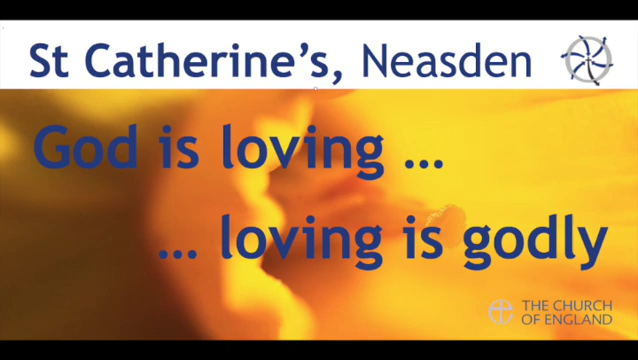 St Catherine's, Neasden
God is loving ...
... loving is godly
THE CHURCH
OF ENGLAND